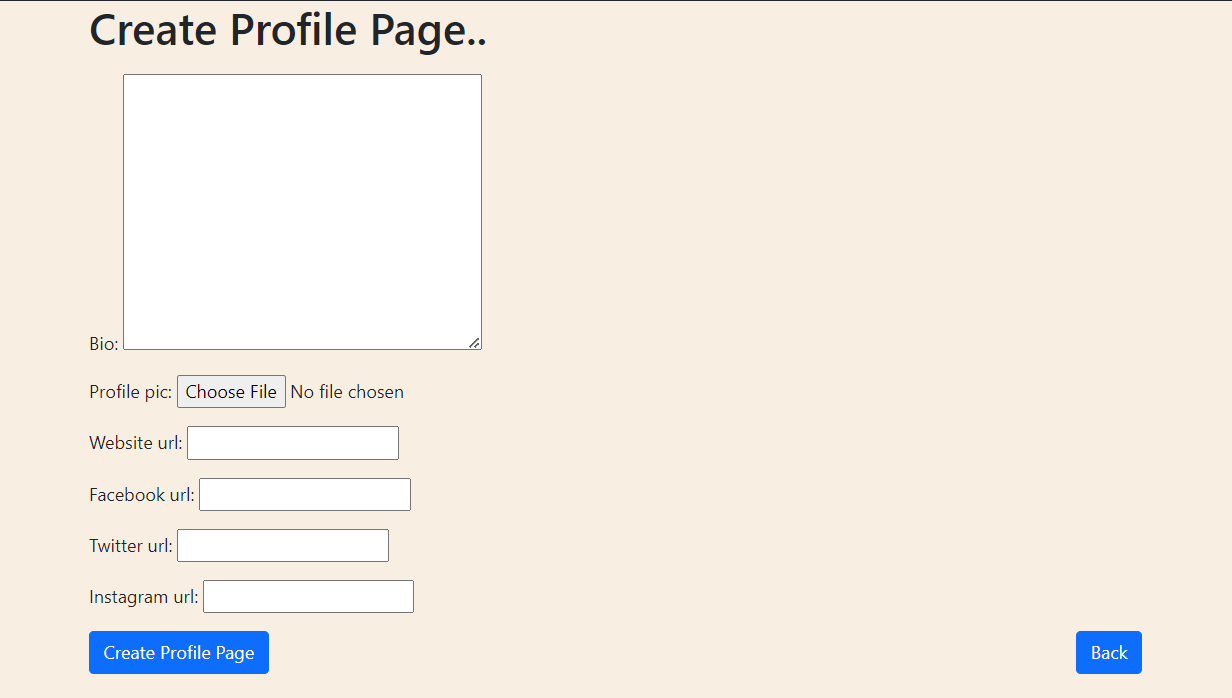 Create Profile Page..
Bio:
Profile pic: Choose File No file chosen
Website url:
Facebook url:
Twitter url:
Instagram url:
Create Profile Page Back